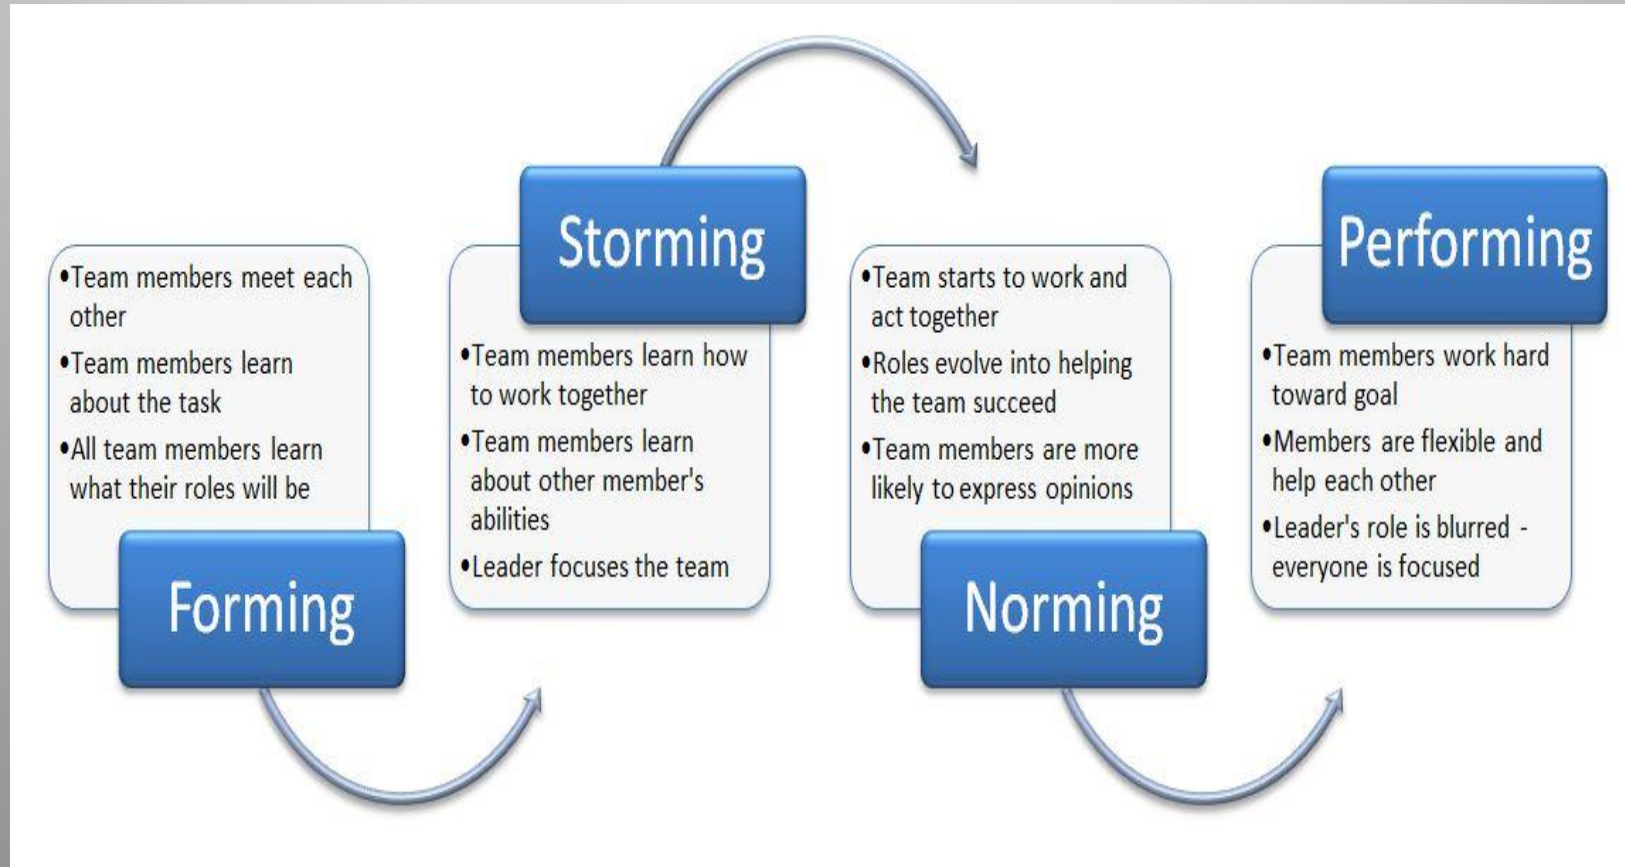 •Team members meet each
other
•Team members learn
about the task
•All team members learn
what their roles will be
Forming
Storming
•Team members learn how
to work together
•Team members learn
about other member's
abilities
•Leader focuses the team
•Team starts to work and
act together
•Roles evolve into helping
the team succeed
•Team members are more
likely to express opinions
Norming
Performing
•Team members work hard
toward goal
•Members are flexible and
help each other
•Leader's role is blurred -
everyone is focused